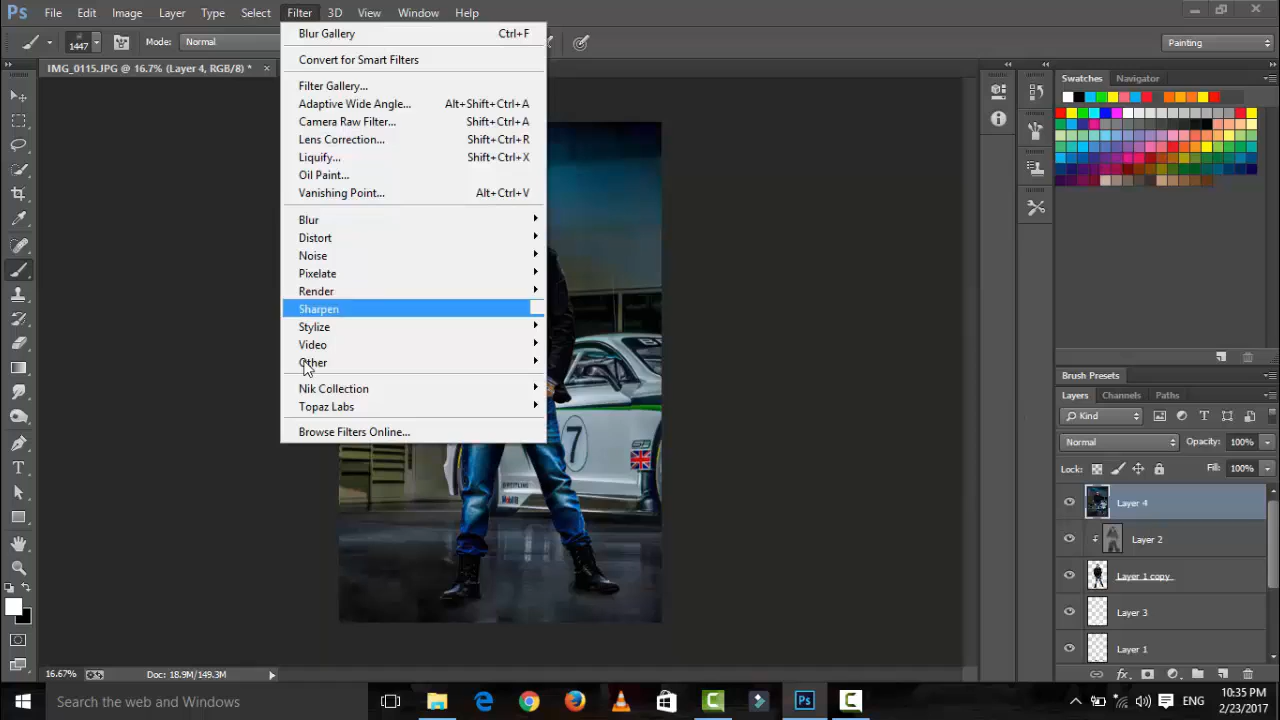 Ps File Edit Image Layer Type Select Filter 3D View Window Help
1447 Mode: Normal Painting
IMG_0115.JPG @ 16.7% (Layer 4, RGB/8) * ×
Blur Gallery Ctrl+F
Convert for Smart Filters
Filter Gallery...
Adaptive Wide Angle... Alt+Shift+Ctrl+A
Camera Raw Filter... Shift+Ctrl+A
Lens Correction... Shift+Ctrl+R
Liquify... Shift+Ctrl+X
Oil Paint...
Vanishing Point... Alt+Ctrl+V
Blur
Distort
Noise
Pixelate
Render
Sharpen
Stylize
Video
Other
Nik Collection
Topaz Labs
Browse Filters Online...
7
BREITLING
Mobil
Swatches Navigator
Brush Presets
Layers Channels Paths
Kind
Normal Opacity: 100%
Lock: Fill: 100%
Layer 4
Layer 2
Layer 1 copy
Layer 3
Layer 1
16.67% Doc: 18.9M/149.3M
Search the web and Windows
ENG
10:35 PM
2/23/2017